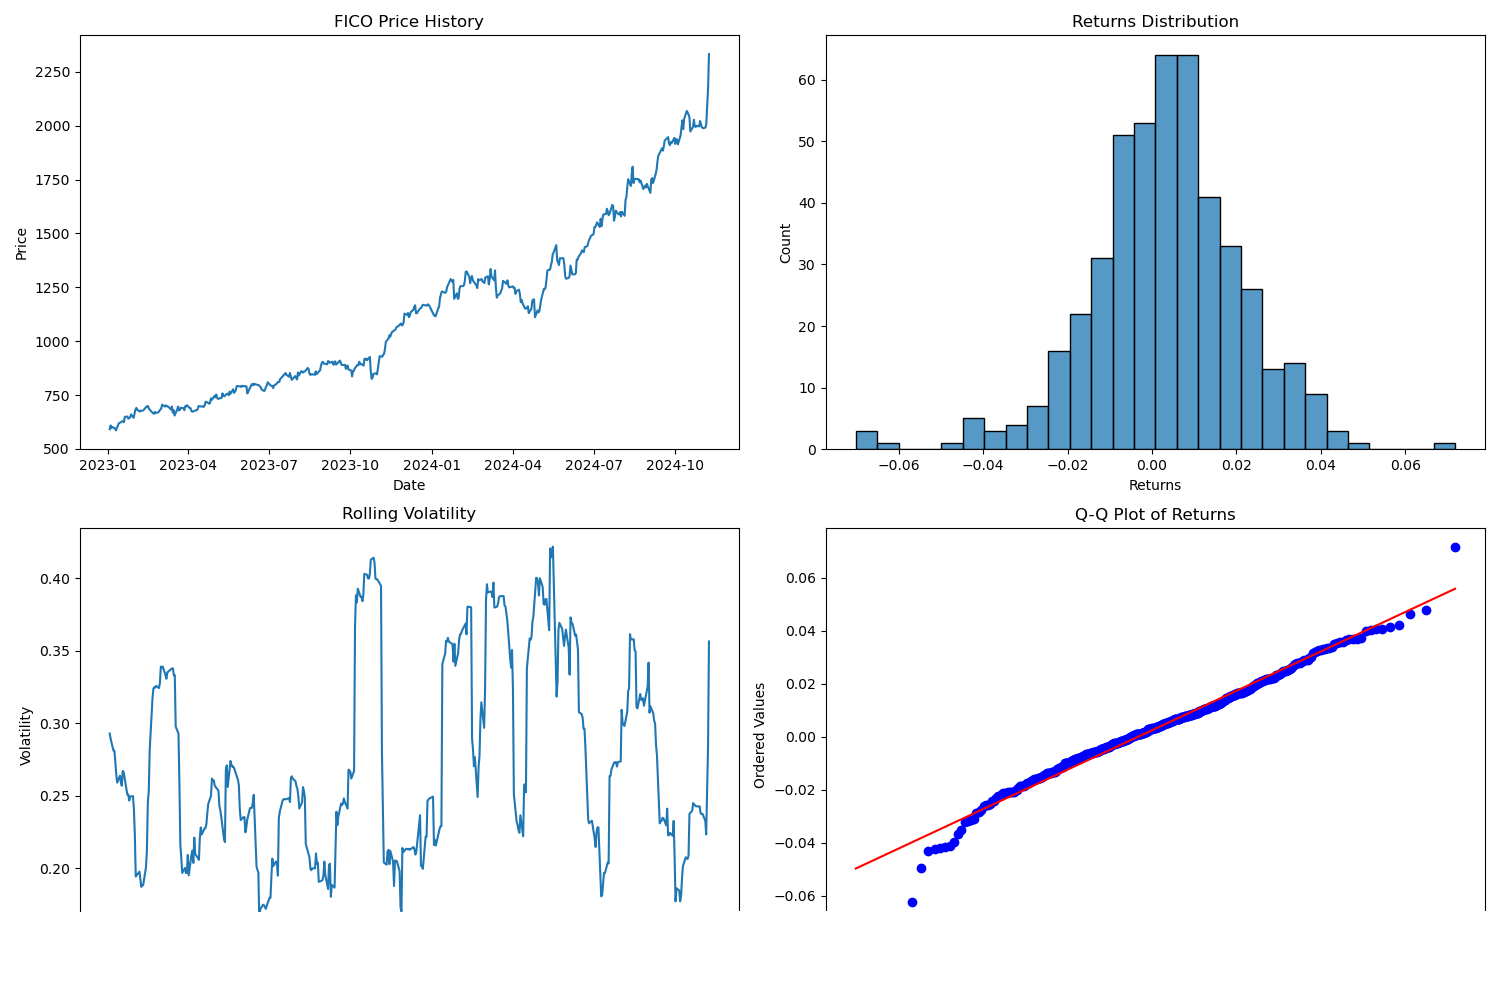 FICO Price History
Price
2250
2000
1750
1500
1250
1000
750
500
2023-01 2023-04 2023-07 2023-10 2024-01 2024-04 2024-07 2024-10
Date
Returns Distribution
Count
60
50
40
30
20
10
0
−0.06 −0.04 −0.02 0.00 0.02 0.04 0.06
Returns
Rolling Volatility
Volatility
0.40
0.35
0.30
0.25
0.20
Q-Q Plot of Returns
Ordered Values
0.06
0.04
0.02
0.00
−0.02
−0.04
−0.06